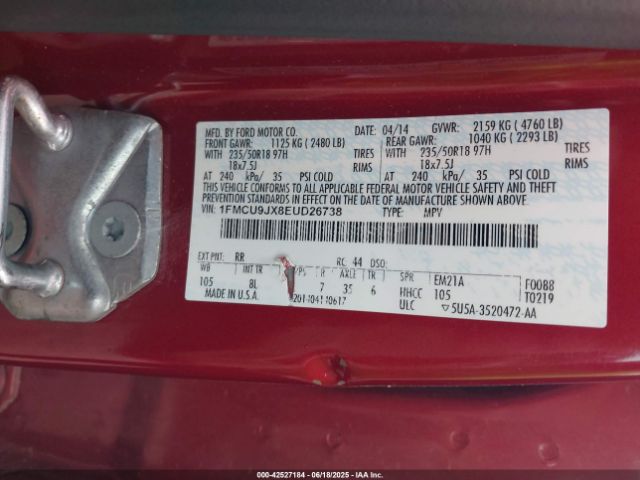 MFD. BY FORD MOTOR CO. DATE: 04/14 GVWR: 2159 KG ( 4760 LB)
FRONT GAWR: 1125 KG ( 2480 LB) REAR GAWR: 1040 KG ( 2293 LB)
WITH 235/50R18 97H TIRES WITH 235/50R18 97H TIRES
18x7.5J RIMS 18x7.5J RIMS
AT 240 kPa/ 35 PSI COLD AT 240 kPa/ 35 PSI COLD
THIS VEHICLE CONFORMS TO ALL APPLICABLE FEDERAL MOTOR VEHICLE SAFETY AND THEFT
PREVENTION STANDARDS IN EFFECT ON THE DATE OF MANUFACTURE SHOWN ABOVE.
VIN: 1FMCU9JX8EUD26738 TYPE: MPV
EXT PNT: RR RC: 44 DSO:
WB INT TR R AXLE TR SPR EM21A F0088
105 8L 7 35 6 HHCC 105 T0219
MADE IN U.S.A. 20140410617 ULC 5U5A-3520472-AA
000-42527184 - 06/18/2025 - IAA Inc.